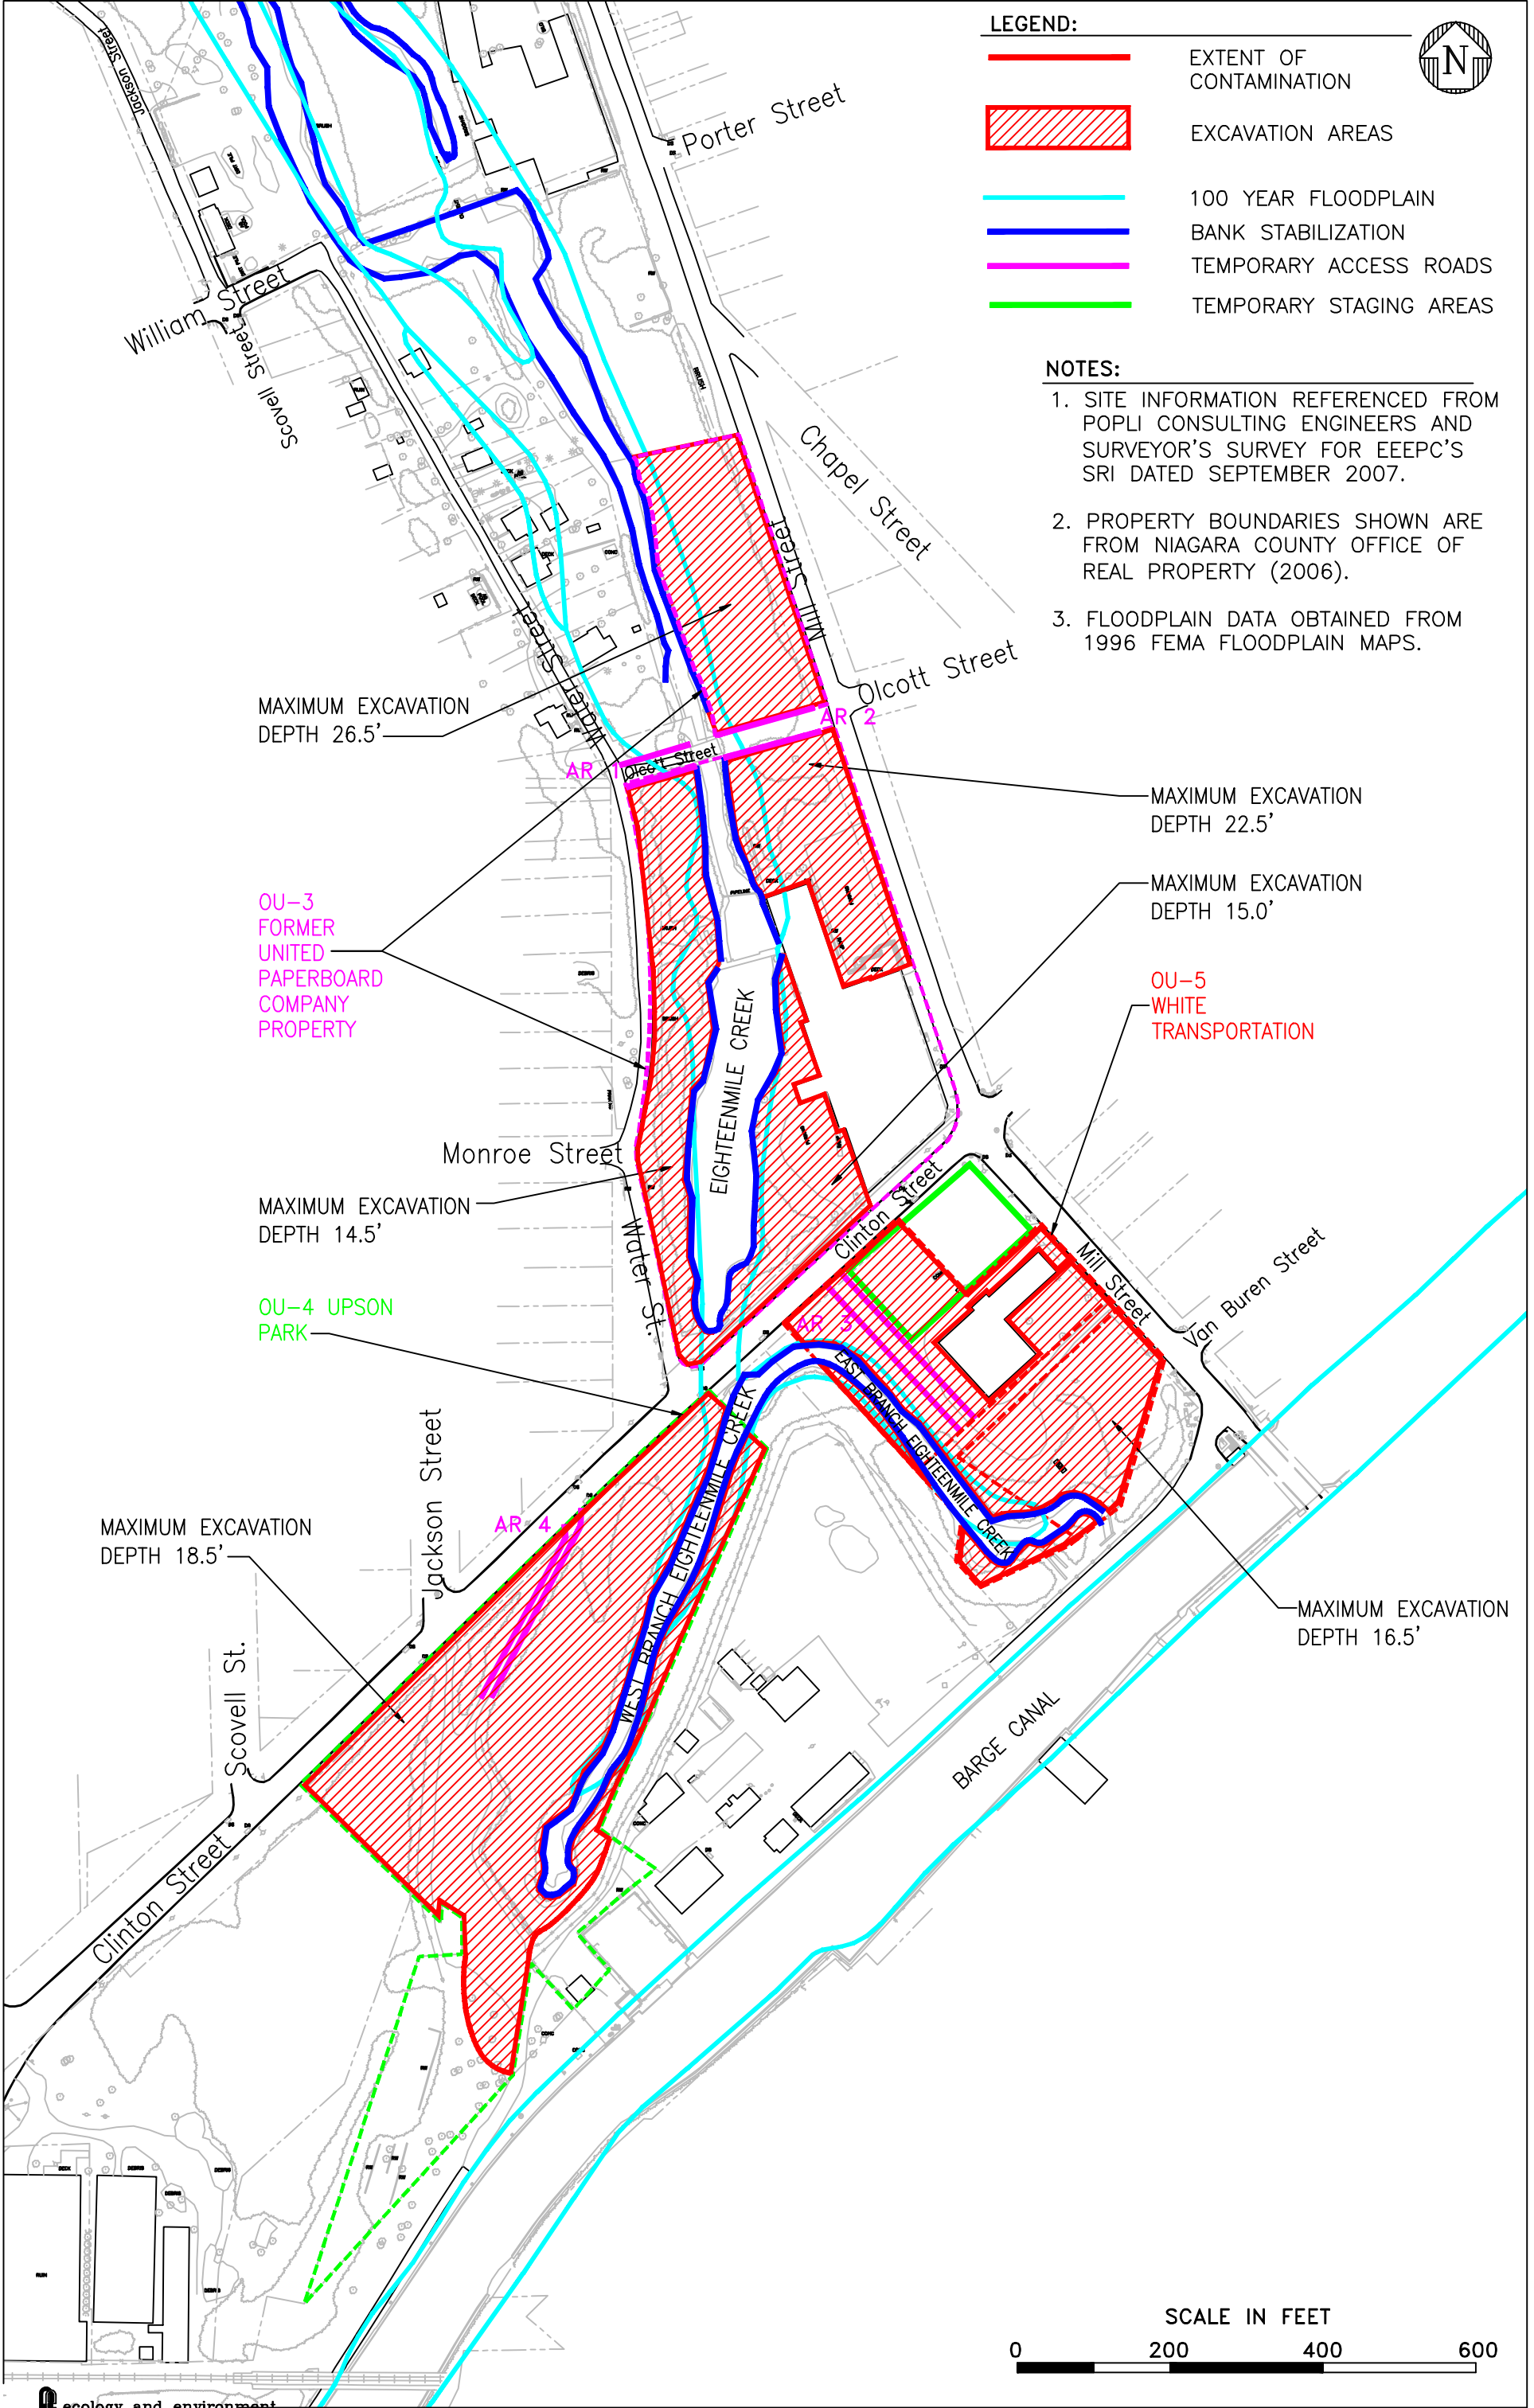 LEGEND:
EXTENT OF
CONTAMINATION
EXCAVATION AREAS
100 YEAR FLOODPLAIN
BANK STABILIZATION
TEMPORARY ACCESS ROADS
TEMPORARY STAGING AREAS
N
NOTES:
1. SITE INFORMATION REFERENCED FROM
POPLI CONSULTING ENGINEERS AND
SURVEYOR'S SURVEY FOR EEEPC'S
SRI DATED SEPTEMBER 2007.
2. PROPERTY BOUNDARIES SHOWN ARE
FROM NIAGARA COUNTY OFFICE OF
REAL PROPERTY (2006).
3. FLOODPLAIN DATA OBTAINED FROM
1996 FEMA FLOODPLAIN MAPS.
Jackson Street
Porter Street
William Street
Scovell Street
Chapel Street
Mill Street
Water Street
Olcott Street
MAXIMUM EXCAVATION
DEPTH 26.5'
AR 2
AR 1
Olcott Street
MAXIMUM EXCAVATION
DEPTH 22.5'
MAXIMUM EXCAVATION
DEPTH 15.0'
OU-3
FORMER
UNITED
PAPERBOARD
COMPANY
PROPERTY
OU-5
WHITE
TRANSPORTATION
EIGHTEENMILE CREEK
Monroe Street
MAXIMUM EXCAVATION
DEPTH 14.5'
Water St.
Clinton Street
Mill Street
Van Buren Street
OU-4 UPSON
PARK
AR 3
EAST BRANCH EIGHTEENMILE CREEK
WEST BRANCH EIGHTEENMILE CREEK
Jackson Street
AR 4
MAXIMUM EXCAVATION
DEPTH 18.5'
MAXIMUM EXCAVATION
DEPTH 16.5'
Scovell St.
BARGE CANAL
Clinton Street
SCALE IN FEET
0 200 400 600
ecology and environment